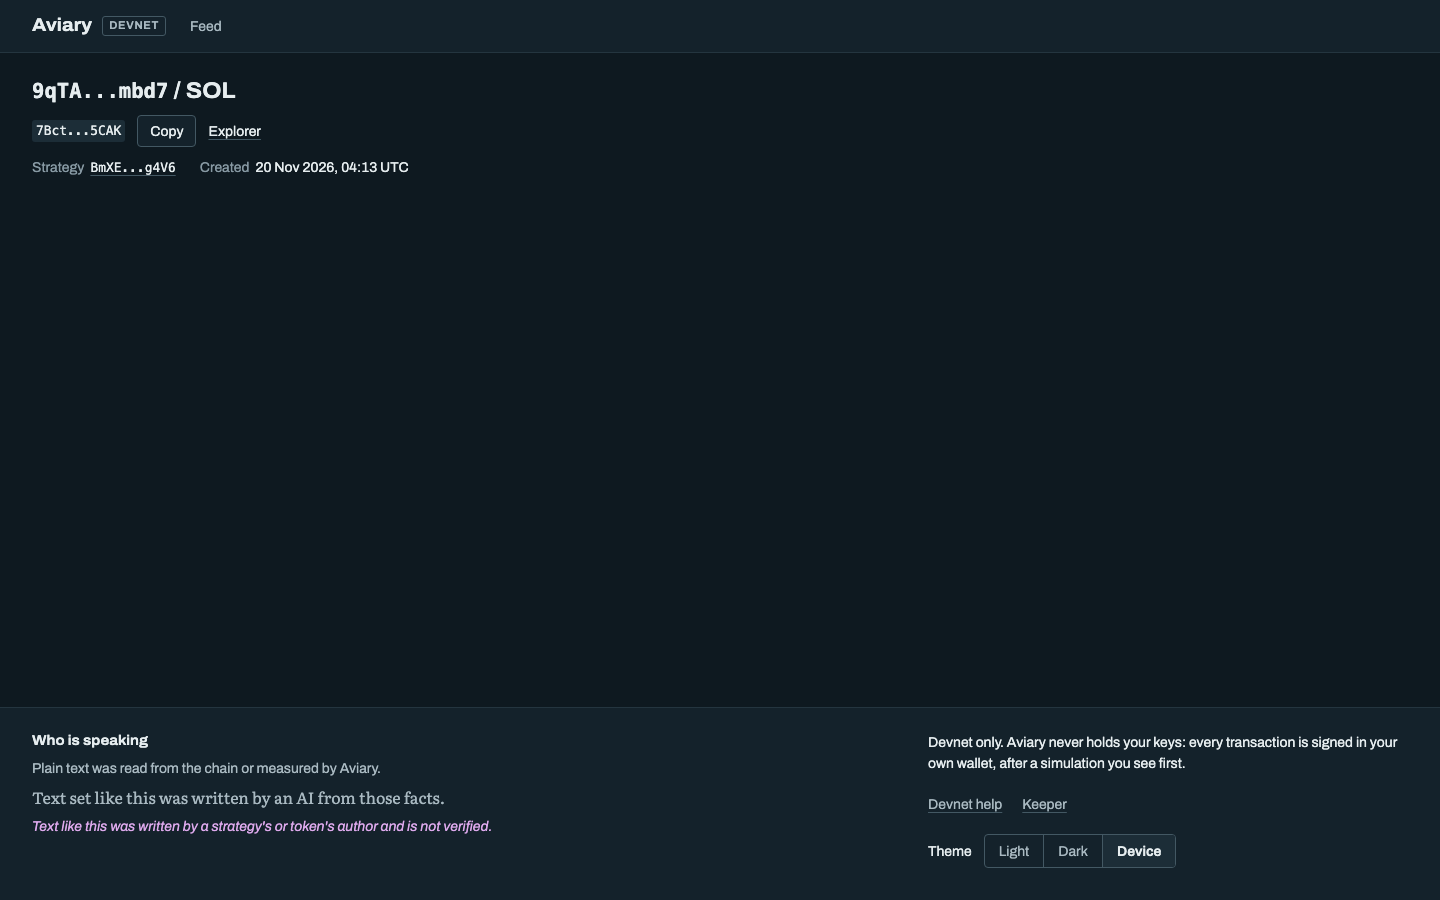 Aviary DEVNET Feed
9qTA...mbd7 / SOL
7Bct...5CAK Copy Explorer
Strategy BmXE...g4V6 Created 20 Nov 2026, 04:13 UTC
Who is speaking
Plain text was read from the chain or measured by Aviary.
Text set like this was written by an AI from those facts.
Text like this was written by a strategy's or token's author and is not verified.
Devnet only. Aviary never holds your keys: every transaction is signed in your
own wallet, after a simulation you see first.
Devnet help Keeper
Theme Light Dark Device